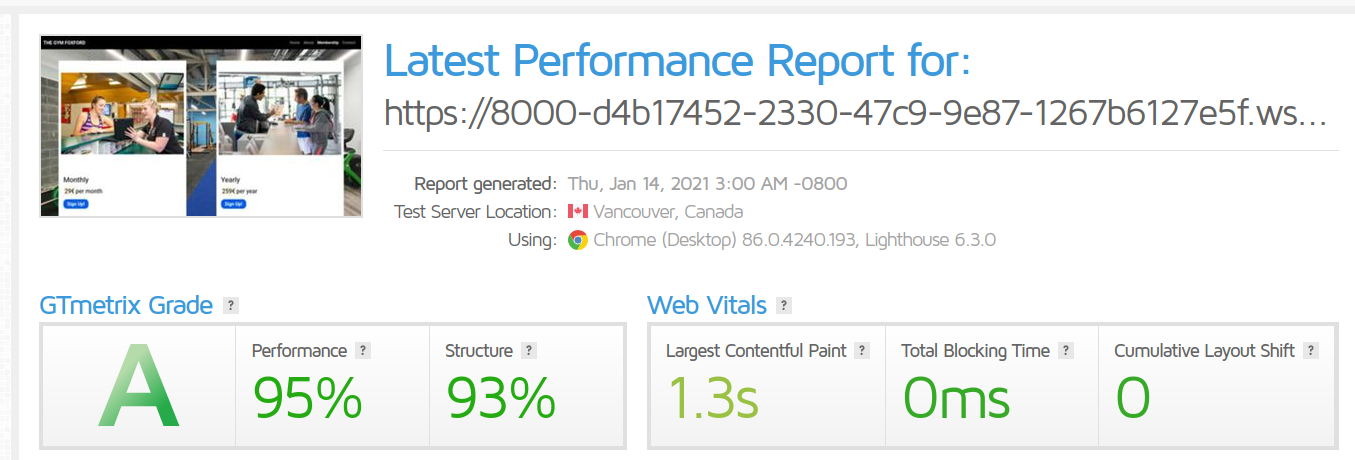 THE GYM FOXFORD
Home About Membership Contact
Monthly
29€ per month
Sign Up!
Yearly
259€ per year
Sign Up!
Latest Performance Report for:
https://8000-d4b17452-2330-47c9-9e87-1267b6127e5f.ws...
Report generated: Thu, Jan 14, 2021 3:00 AM -0800
Test Server Location: Vancouver, Canada
Using: Chrome (Desktop) 86.0.4240.193, Lighthouse 6.3.0
GTmetrix Grade ?
A
Performance ?
95%
Structure ?
93%
Web Vitals ?
Largest Contentful Paint ?
1.3s
Total Blocking Time ?
0ms
Cumulative Layout Shift ?
0